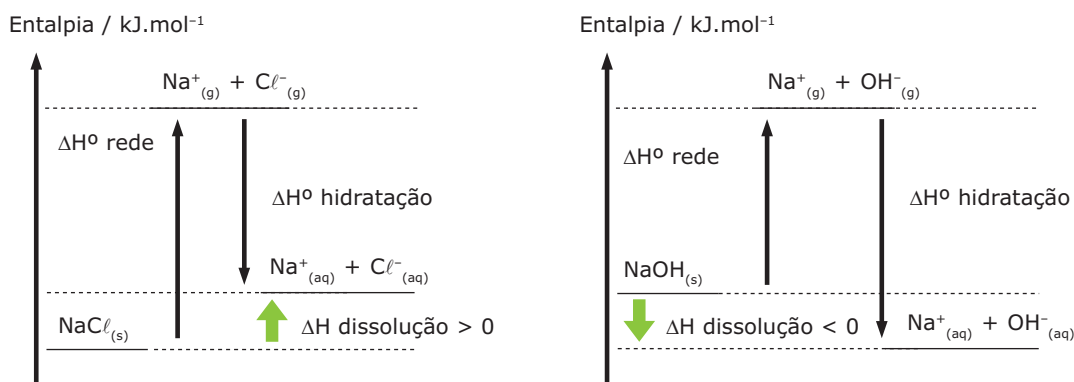 Entalpia / kJ.mol⁻¹
Na⁺(g) + Cℓ⁻(g)
ΔHº rede
ΔHº hidratação
Na⁺(aq) + Cℓ⁻(aq)
NaCℓ(s)
ΔH dissolução > 0
Entalpia / kJ.mol⁻¹
Na⁺(g) + OH⁻(g)
ΔHº rede
ΔHº hidratação
NaOH(s)
ΔH dissolução < 0
Na⁺(aq) + OH⁻(aq)